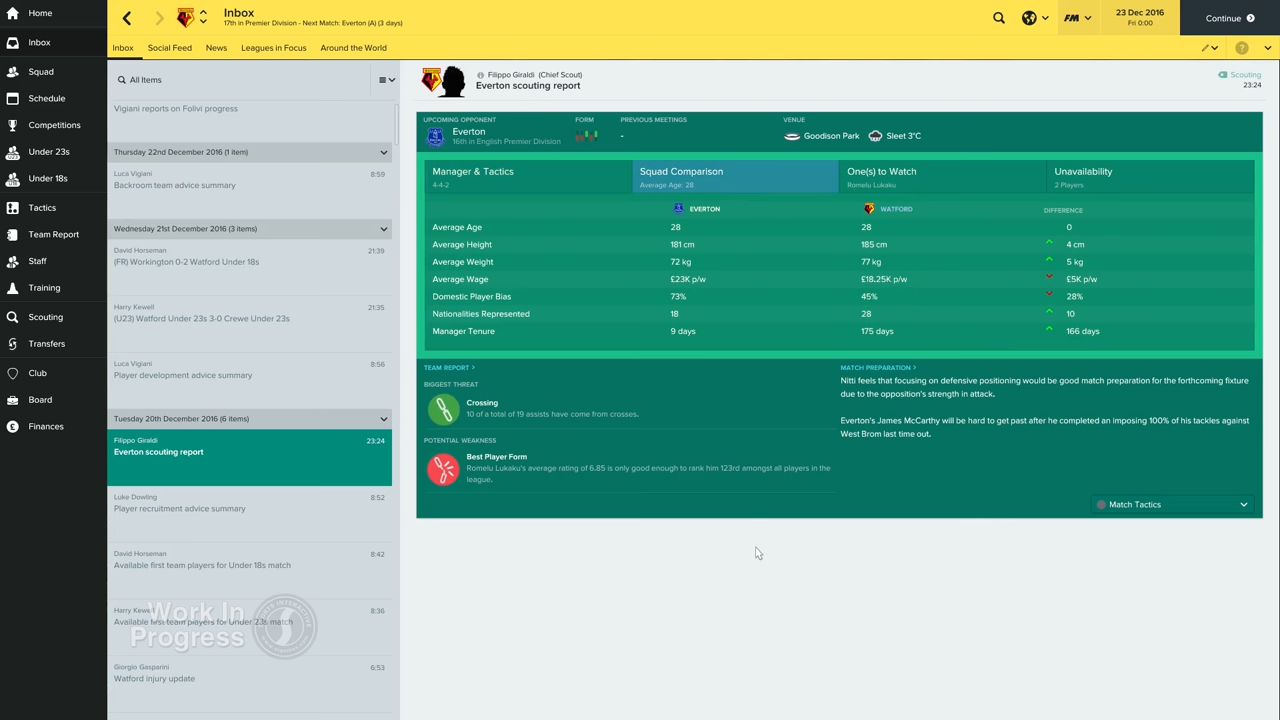 Home
Inbox
Squad
Schedule
Competitions
Under 23s
Under 18s
Tactics
Team Report
Staff
Training
Scouting
Transfers
Club
Board
Finances
Inbox
17th in Premier Division - Next Match: Everton (A) (3 days)
FM
23 Dec 2016
Fri 0:00
Continue
Inbox Social Feed News Leagues in Focus Around the World
?
All Items
Vigiani reports on Folivi progress
Thursday 22nd December 2016 (1 item)
Luca Vigiani 8:59
Backroom team advice summary
Wednesday 21st December 2016 (3 items)
David Horseman 21:39
(FR) Workington 0-2 Watford Under 18s
Harry Kewell 21:35
(U23) Watford Under 23s 3-0 Crewe Under 23s
Luca Vigiani 8:56
Player development advice summary
Tuesday 20th December 2016 (6 items)
Filippo Giraldi 23:24
Everton scouting report
Luke Dowling 8:52
Player recruitment advice summary
David Horseman 8:42
Available first team players for Under 18s match
Harry Kewell 8:36
Available first team players for Under 23s match
Work In
Progress
Giorgio Gasparini 6:53
Watford injury update
Filippo Giraldi (Chief Scout)
Everton scouting report
Scouting
23:24
UPCOMING OPPONENT FORM PREVIOUS MEETINGS VENUE
Everton
16th in English Premier Division
- Goodison Park Sleet 3°C
Manager & Tactics
4-4-2
Squad Comparison
Average Age: 28
One(s) to Watch
Romelu Lukaku
Unavailability
2 Players
EVERTON WATFORD DIFFERENCE
Average Age 28 28 0
Average Height 181 cm 185 cm 4 cm
Average Weight 72 kg 77 kg 5 kg
Average Wage £23K p/w £18.25K p/w £5K p/w
Domestic Player Bias 73% 45% 28%
Nationalities Represented 18 28 10
Manager Tenure 9 days 175 days 166 days
TEAM REPORT >
BIGGEST THREAT
Crossing
10 of a total of 19 assists have come from crosses.
POTENTIAL WEAKNESS
Best Player Form
Romelu Lukaku's average rating of 6.85 is only good enough to rank him 123rd amongst all players in the
league.
MATCH PREPARATION >
Nitti feels that focusing on defensive positioning would be good match preparation for the forthcoming fixture
due to the opposition's strength in attack.
Everton's James McCarthy will be hard to get past after he completed an imposing 100% of his tackles against
West Brom last time out.
Match Tactics